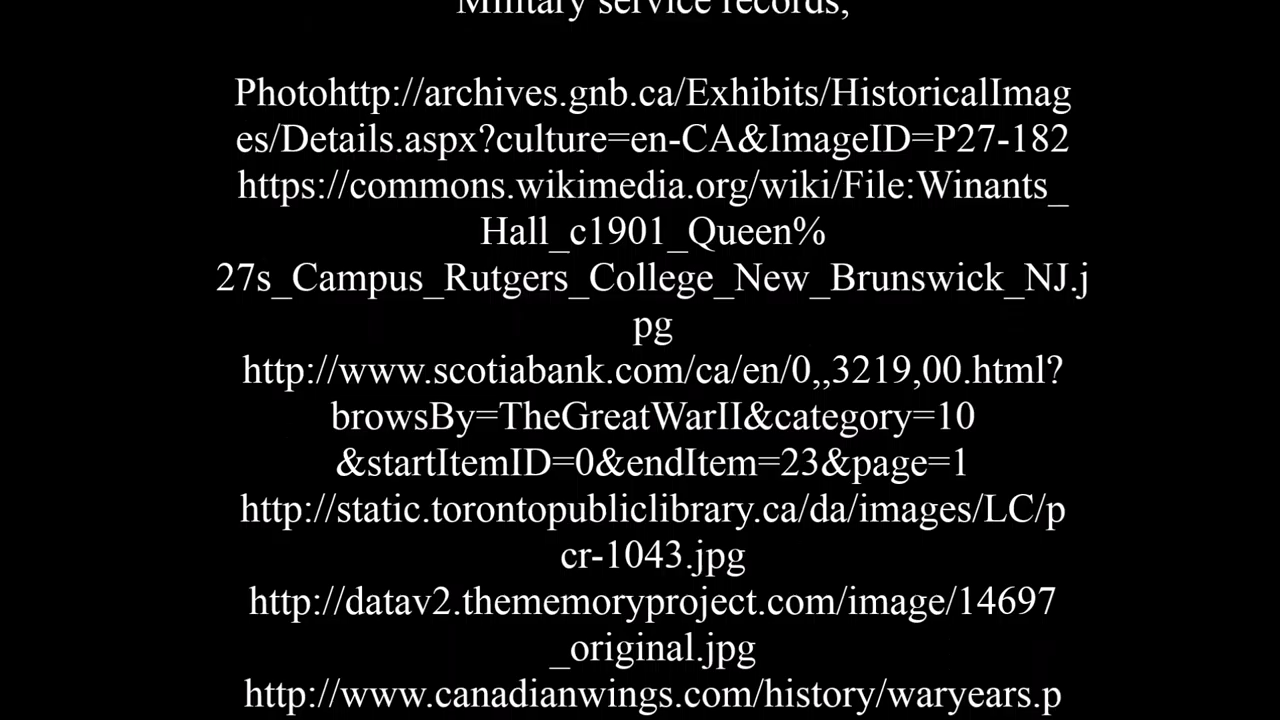 Military service records,
Photohttp://archives.gnb.ca/Exhibits/HistoricalImag
es/Details.aspx?culture=en-CA&ImageID=P27-182
https://commons.wikimedia.org/wiki/File:Winants_
Hall_c1901_Queen%
27s_Campus_Rutgers_College_New_Brunswick_NJ.j
pg
http://www.scotiabank.com/ca/en/0,,3219,00.html?
browsBy=TheGreatWarII&category=10
&startItemID=0&endItem=23&page=1
http://static.torontopubliclibrary.ca/da/images/LC/p
cr-1043.jpg
http://datav2.thememoryproject.com/image/14697
_original.jpg
http://www.canadianwings.com/history/waryears.p